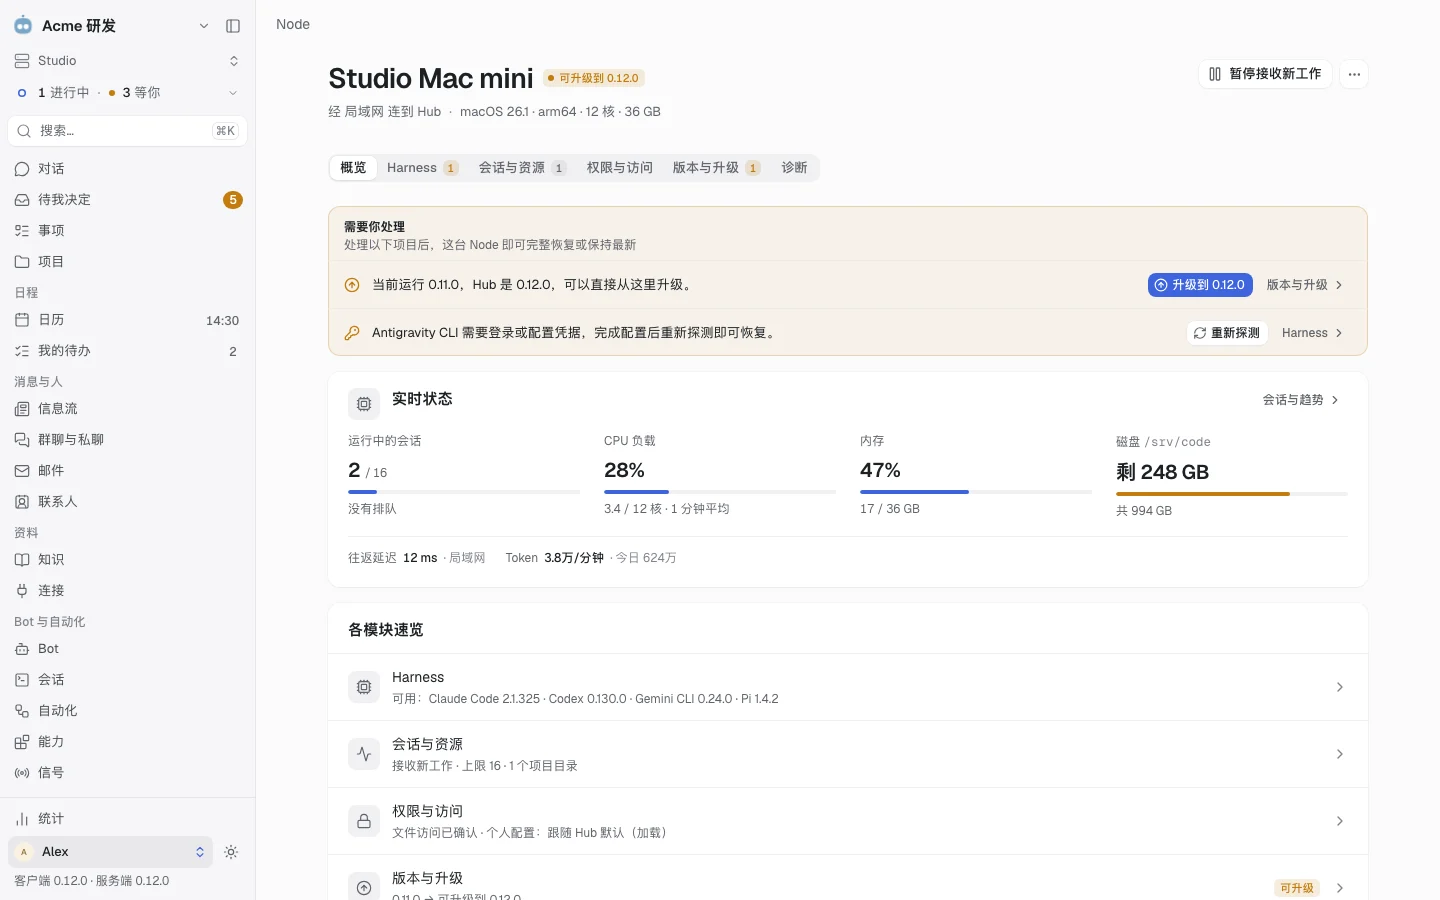 Acme 研发
Studio
1 进行中 · 3 等你
搜索... ⌘K
对话
待我决定 5
事项
项目
日程
日历 14:30
我的待办 2
消息与人
信息流
群聊与私聊
邮件
联系人
资料
知识
连接
Bot 与自动化
Bot
会话
自动化
能力
信号
统计
A Alex
客户端 0.12.0 · 服务端 0.12.0
Node
Studio Mac mini 可升级到 0.12.0
暂停接收新工作
经 局域网 连到 Hub · macOS 26.1 · arm64 · 12 核 · 36 GB
概览 Harness 1 会话与资源 1 权限与访问 版本与升级 1 诊断
需要你处理
处理以下项目后，这台 Node 即可完整恢复或保持最新
当前运行 0.11.0，Hub 是 0.12.0，可以直接从这里升级。 升级到 0.12.0 版本与升级
Antigravity CLI 需要登录或配置凭据，完成配置后重新探测即可恢复。 重新探测 Harness
实时状态 会话与趋势
运行中的会话 CPU 负载 内存 磁盘 /srv/code
2 / 16 28% 47% 剩 248 GB
没有排队 3.4 / 12 核 · 1 分钟平均 17 / 36 GB 共 994 GB
往返延迟 12 ms · 局域网 Token 3.8万/分钟 · 今日 624万
各模块速览
Harness
可用：Claude Code 2.1.325 · Codex 0.130.0 · Gemini CLI 0.24.0 · Pi 1.4.2
会话与资源
接收新工作 · 上限 16 · 1 个项目目录
权限与访问
文件访问已确认 · 个人配置：跟随 Hub 默认（加载）
版本与升级 可升级
0.11.0 → 可升级到 0.12.0